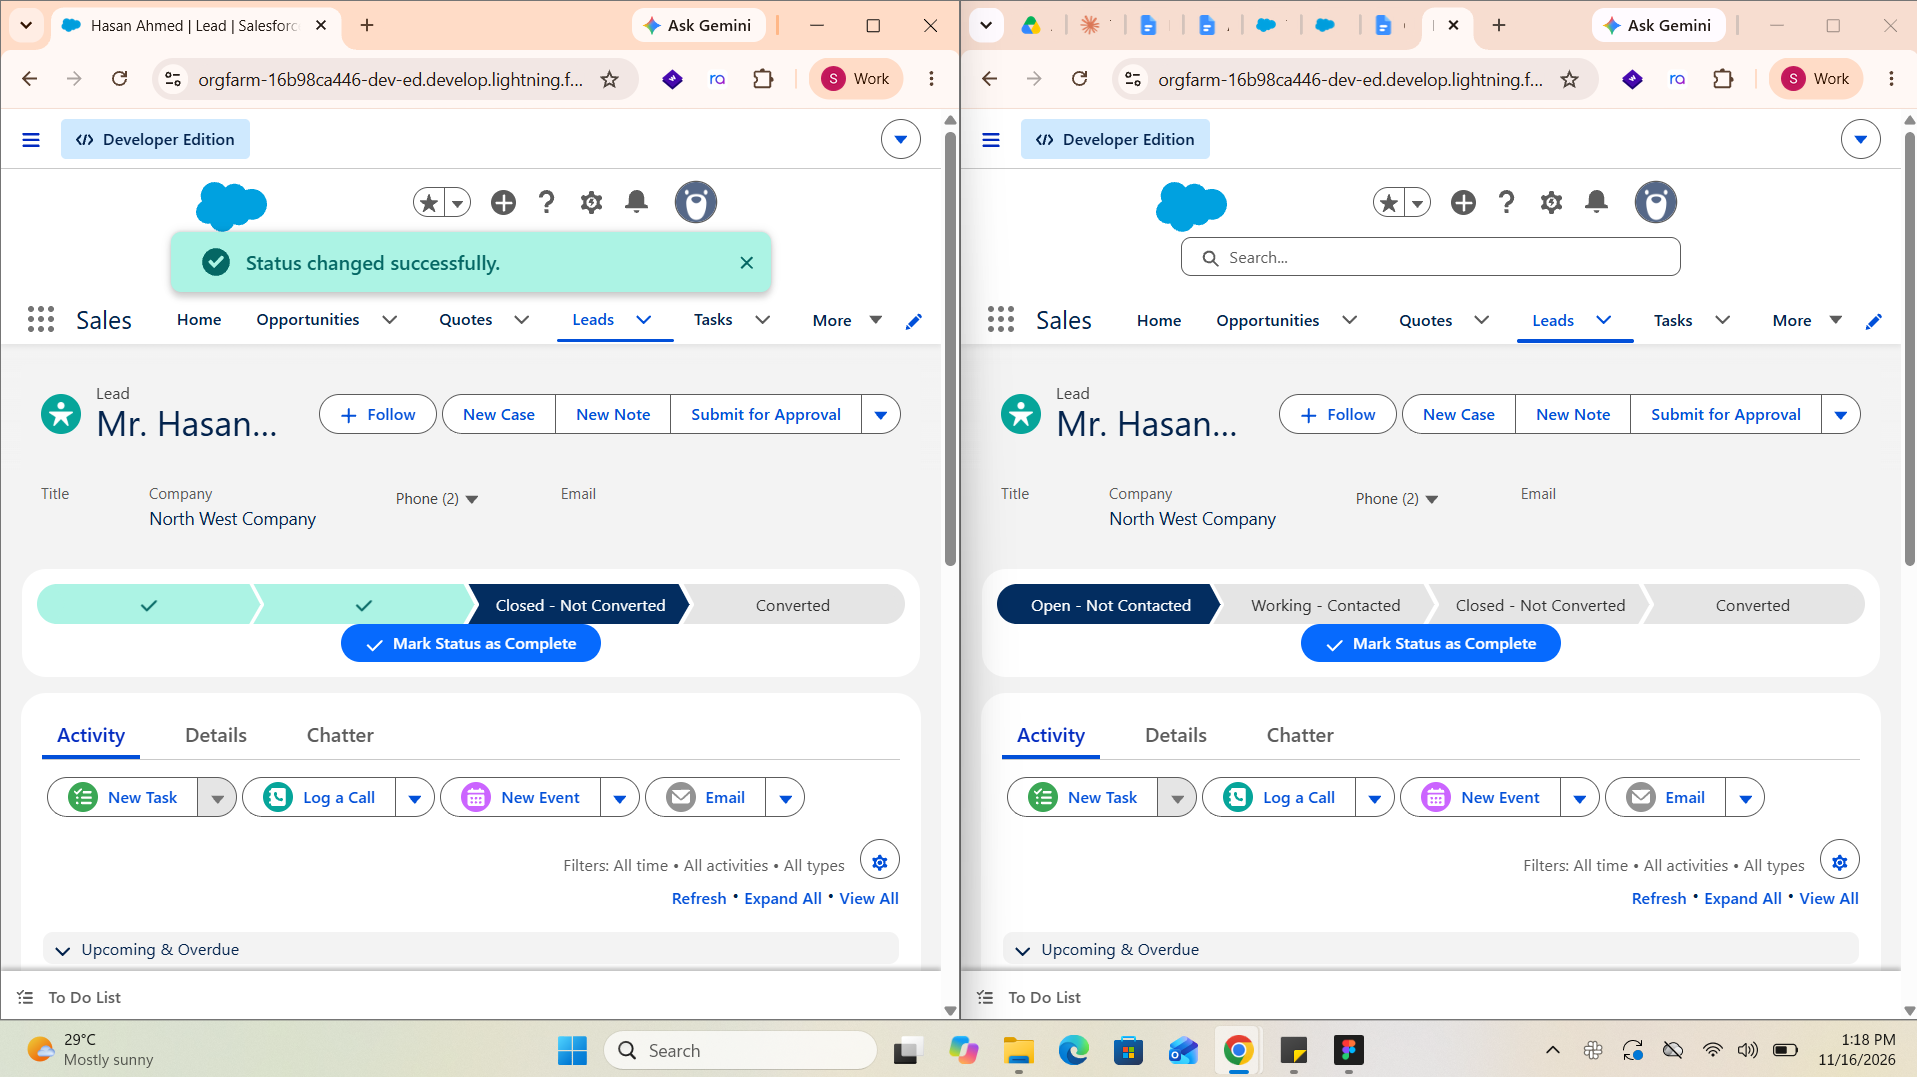 Hasan Ahmed | Lead | Salesforc
Ask Gemini
orgfarm-16b98ca446-dev-ed.develop.lightning.f...
ra
S Work
Developer Edition
Status changed successfully.
Sales
Home
Opportunities
Quotes
Leads
Tasks
More
Lead
Mr. Hasan...
Follow
New Case
New Note
Submit for Approval
Title
Company
Phone (2)
Email
North West Company
Closed - Not Converted
Converted
Mark Status as Complete
Activity
Details
Chatter
New Task
Log a Call
New Event
Email
Filters: All time • All activities • All types
Refresh • Expand All • View All
Upcoming & Overdue
To Do List
Ask Gemini
orgfarm-16b98ca446-dev-ed.develop.lightning.f...
ra
S Work
Developer Edition
Search...
Sales
Home
Opportunities
Quotes
Leads
Tasks
More
Lead
Mr. Hasan...
Follow
New Case
New Note
Submit for Approval
Title
Company
Phone (2)
Email
North West Company
Open - Not Contacted
Working - Contacted
Closed - Not Converted
Converted
Mark Status as Complete
Activity
Details
Chatter
New Task
Log a Call
New Event
Email
Filters: All time • All activities • All types
Refresh • Expand All • View All
Upcoming & Overdue
To Do List
29°C
Mostly sunny
Search
1:18 PM
11/16/2026